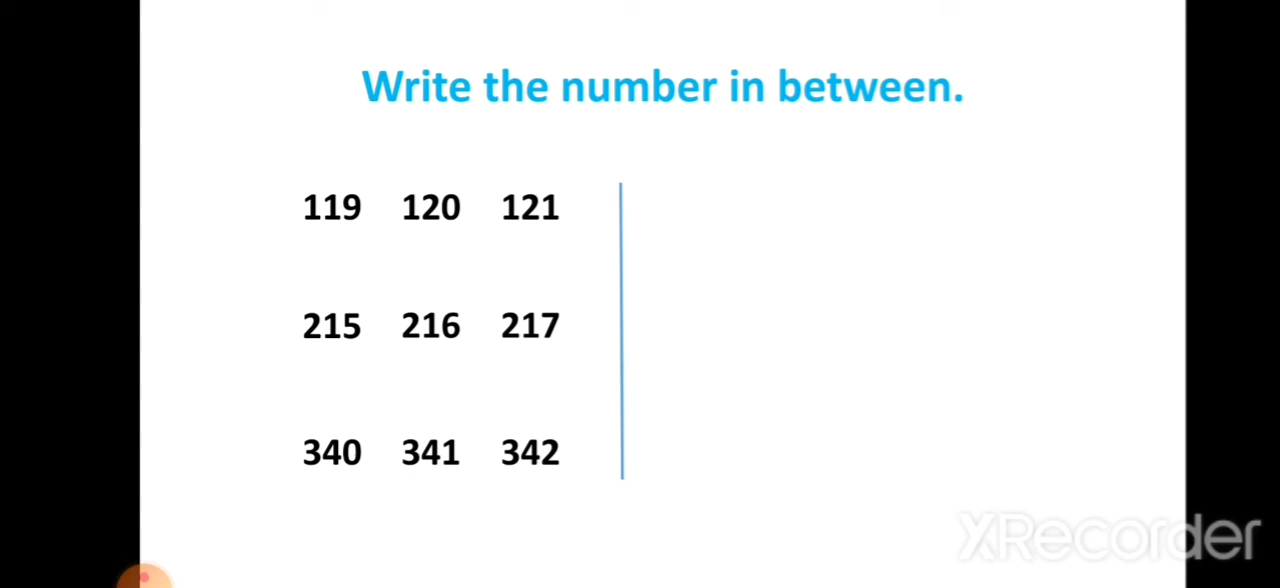 Write the number in between.
119 120 121
215 216 217
340 341 342
XRecorder